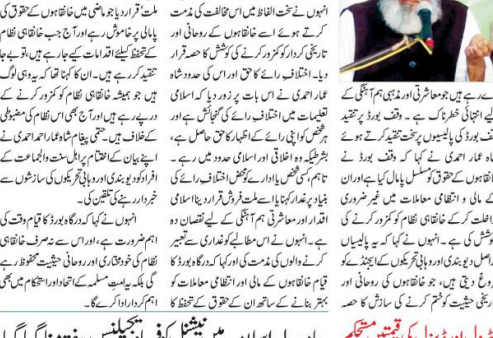 دے رہے ہیں جو معاشرتی اور مذہبی ہم آہنگی کے
لیے انتہائی خطرناک ہے۔ وقف بورڈ پر تنقید
وقف بورڈ کی پالیسیوں پر سخت تنقید کرتے ہوئے
شاہ عمار احمدی نے کہا کہ وقف بورڈ نے
خانقاہوں کے حقوق کو مسلسل پامال کیا ہے اور ان
کے مالی و انتظامی معاملات میں غیر ضروری
مداخلت کر کے خانقاہی نظام کو کمزور کرنے کی
کوشش کی ہے۔ انہوں نے کہا کہ یہ پالیسیاں
دراصل دیوبندی اور وہابی تحریکوں کے ایجنڈے کو
فروغ دیتی ہیں، جو خانقاہوں کی روحانی اور
تاریخی حیثیت کو ختم کرنے کی سازش کا حصہ
انہوں نے سخت الفاظ میں اس مخالفت کی مذمت
کرتے ہوئے اسے خانقاہوں کے روحانی اور
تاریخی کردار کو کمزور کرنے کی کوشش کا حصہ قرار
دیا۔ اختلاف رائے کا حق اور اس کی حدود شاہ
عمار احمدی نے اس بات پر زور دیا کہ اسلامی
تعلیمات میں اختلاف رائے کی گنجائش ہے اور
ہر شخص کو اپنی رائے کے اظہار کا حق حاصل ہے،
بشرطیکہ وہ اخلاقی اور اسلامی حدود میں رہے۔
تاہم، کسی شخص یا ادارے کو محض اختلاف رائے کی
بنیاد پر غدار کہنا یا اسے ملت فروش قرار دینا اسلامی
اقدار اور معاشرتی ہم آہنگی کے لیے نقصان دہ
ہے۔ انہوں نے اس مطالبے کو غداری سے تعبیر
کرنے والوں کی مذمت کی اور کہا کہ درگاہ بورڈ کا
قیام خانقاہوں کے مالی اور انتظامی معاملات کو
بہتر بنانے کے ساتھ ان کے حقوق کے تحفظ کا
ملت' قرار دیا جو ماضی میں خانقاہوں کے حقوق کی
پامالی پر خاموش رہے اور آج جب خانقاہی نظام
کے تحفظ کیلئے اقدامات کیے جا رہے ہیں، تو بے جا
تنقید کر رہے ہیں۔ ان کا کہنا تھا کہ یہ وہی لوگ
ہیں جو ہمیشہ خانقاہی نظام کو کمزور کرنے کے
درپے رہے ہیں اور آج بھی اس نظام کی مضبوطی
کے خلاف ہیں۔ حتمی پیغام شاہ عمار احمد احمدی نے
اپنے بیان کے اختتام پر اہل سنت والجماعت کے
افراد کو دیوبندی اور وہابی تحریکوں کی سازشوں سے
خبردار رہنے کی تلقین کی۔
انہوں نے کہا کہ درگاہ بورڈ کا قیام وقت کی
اہم ضرورت ہے، اور اس سے نہ صرف خانقاہی
نظام کی خود مختاری اور روحانی حیثیت محفوظ رہے
گی بلکہ یہ امت مسلمہ کے اتحاد اور استحکام میں بھی
اہم کردار ادا کرے گا۔